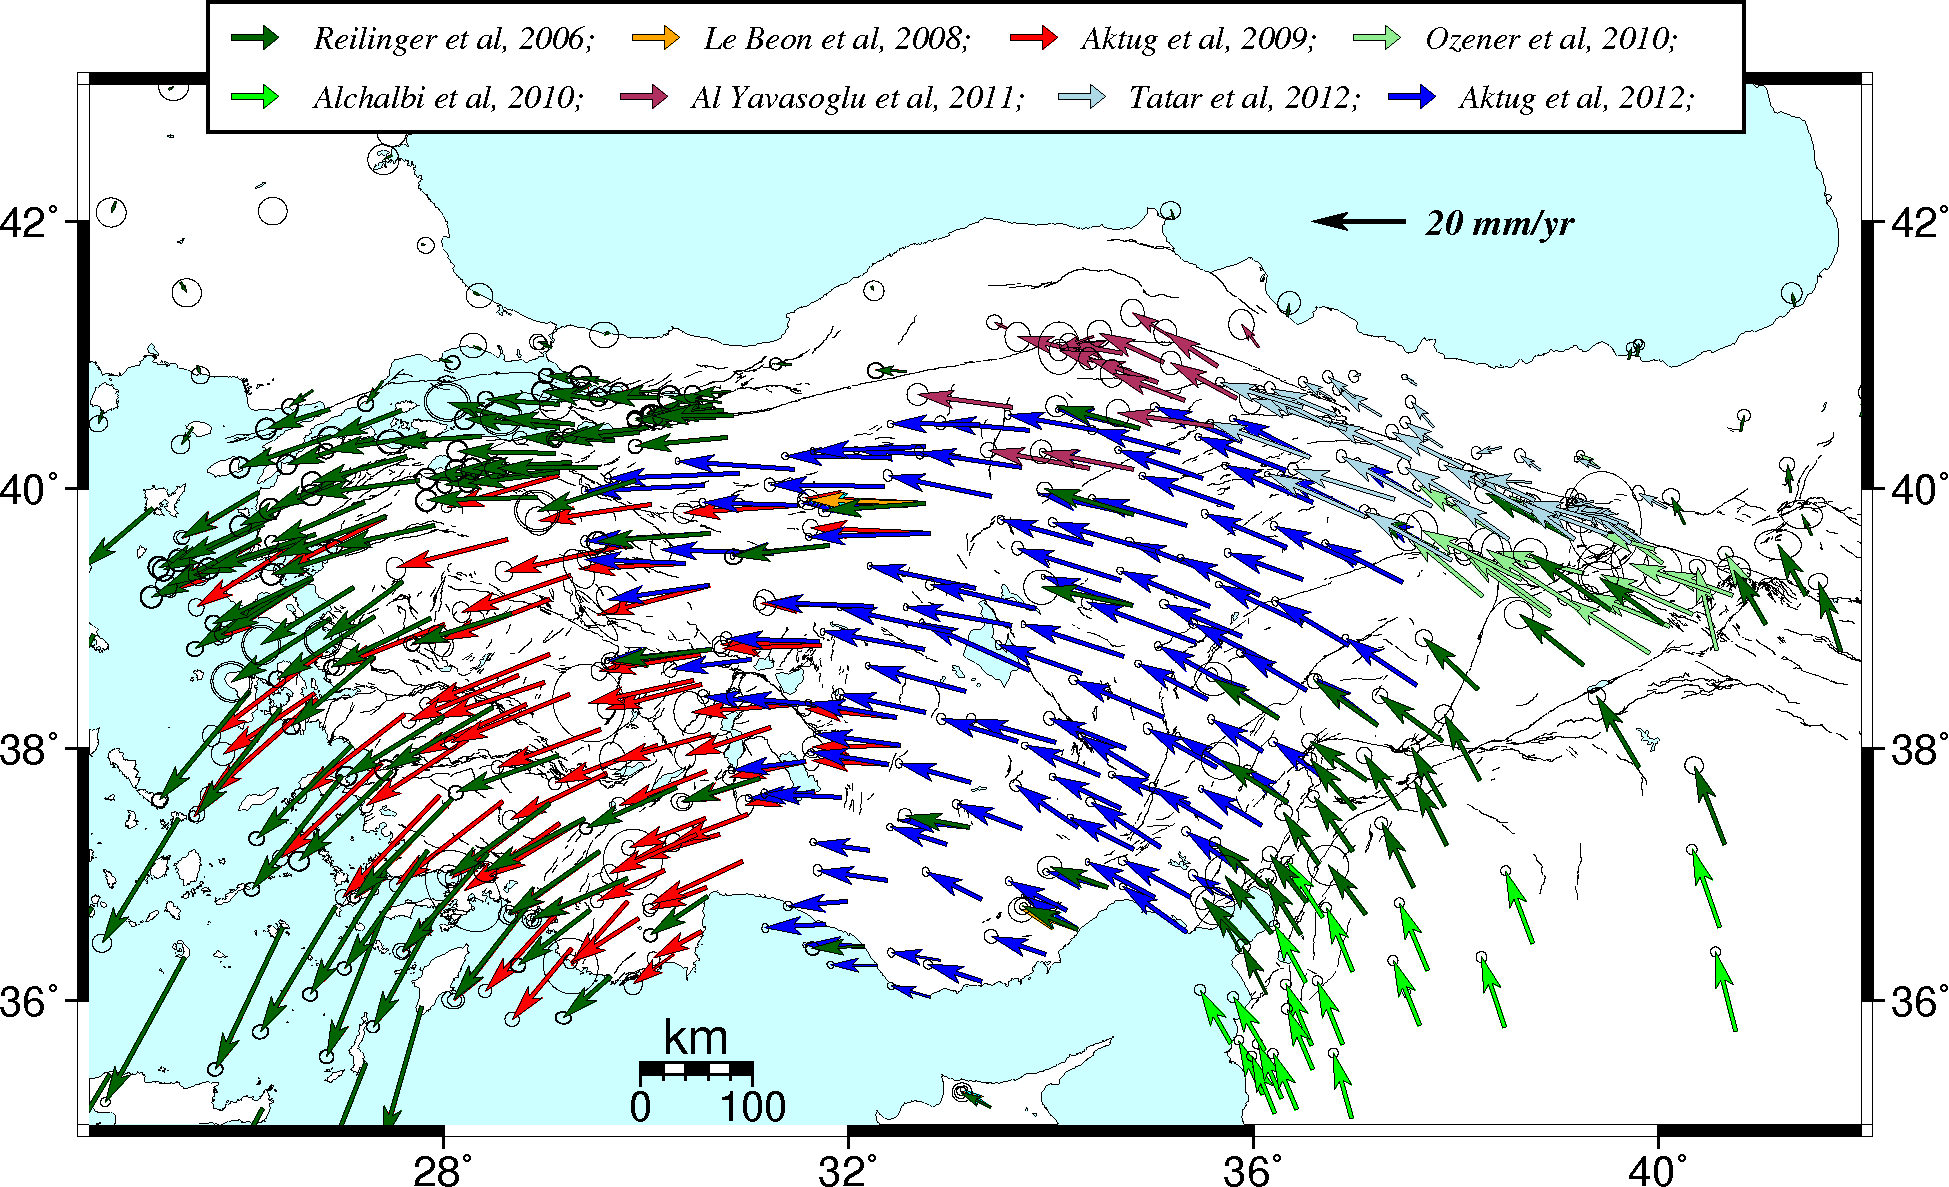 Reilinger et al, 2006; Le Beon et al, 2008; Aktug et al, 2009; Ozener et al, 2010;
Alchalbi et al, 2010; Al Yavasoglu et al, 2011; Tatar et al, 2012; Aktug et al, 2012;
42° 20 mm/yr 42°
40° 40°
38° 38°
36° 36°
km
0 100
28° 32° 36° 40°